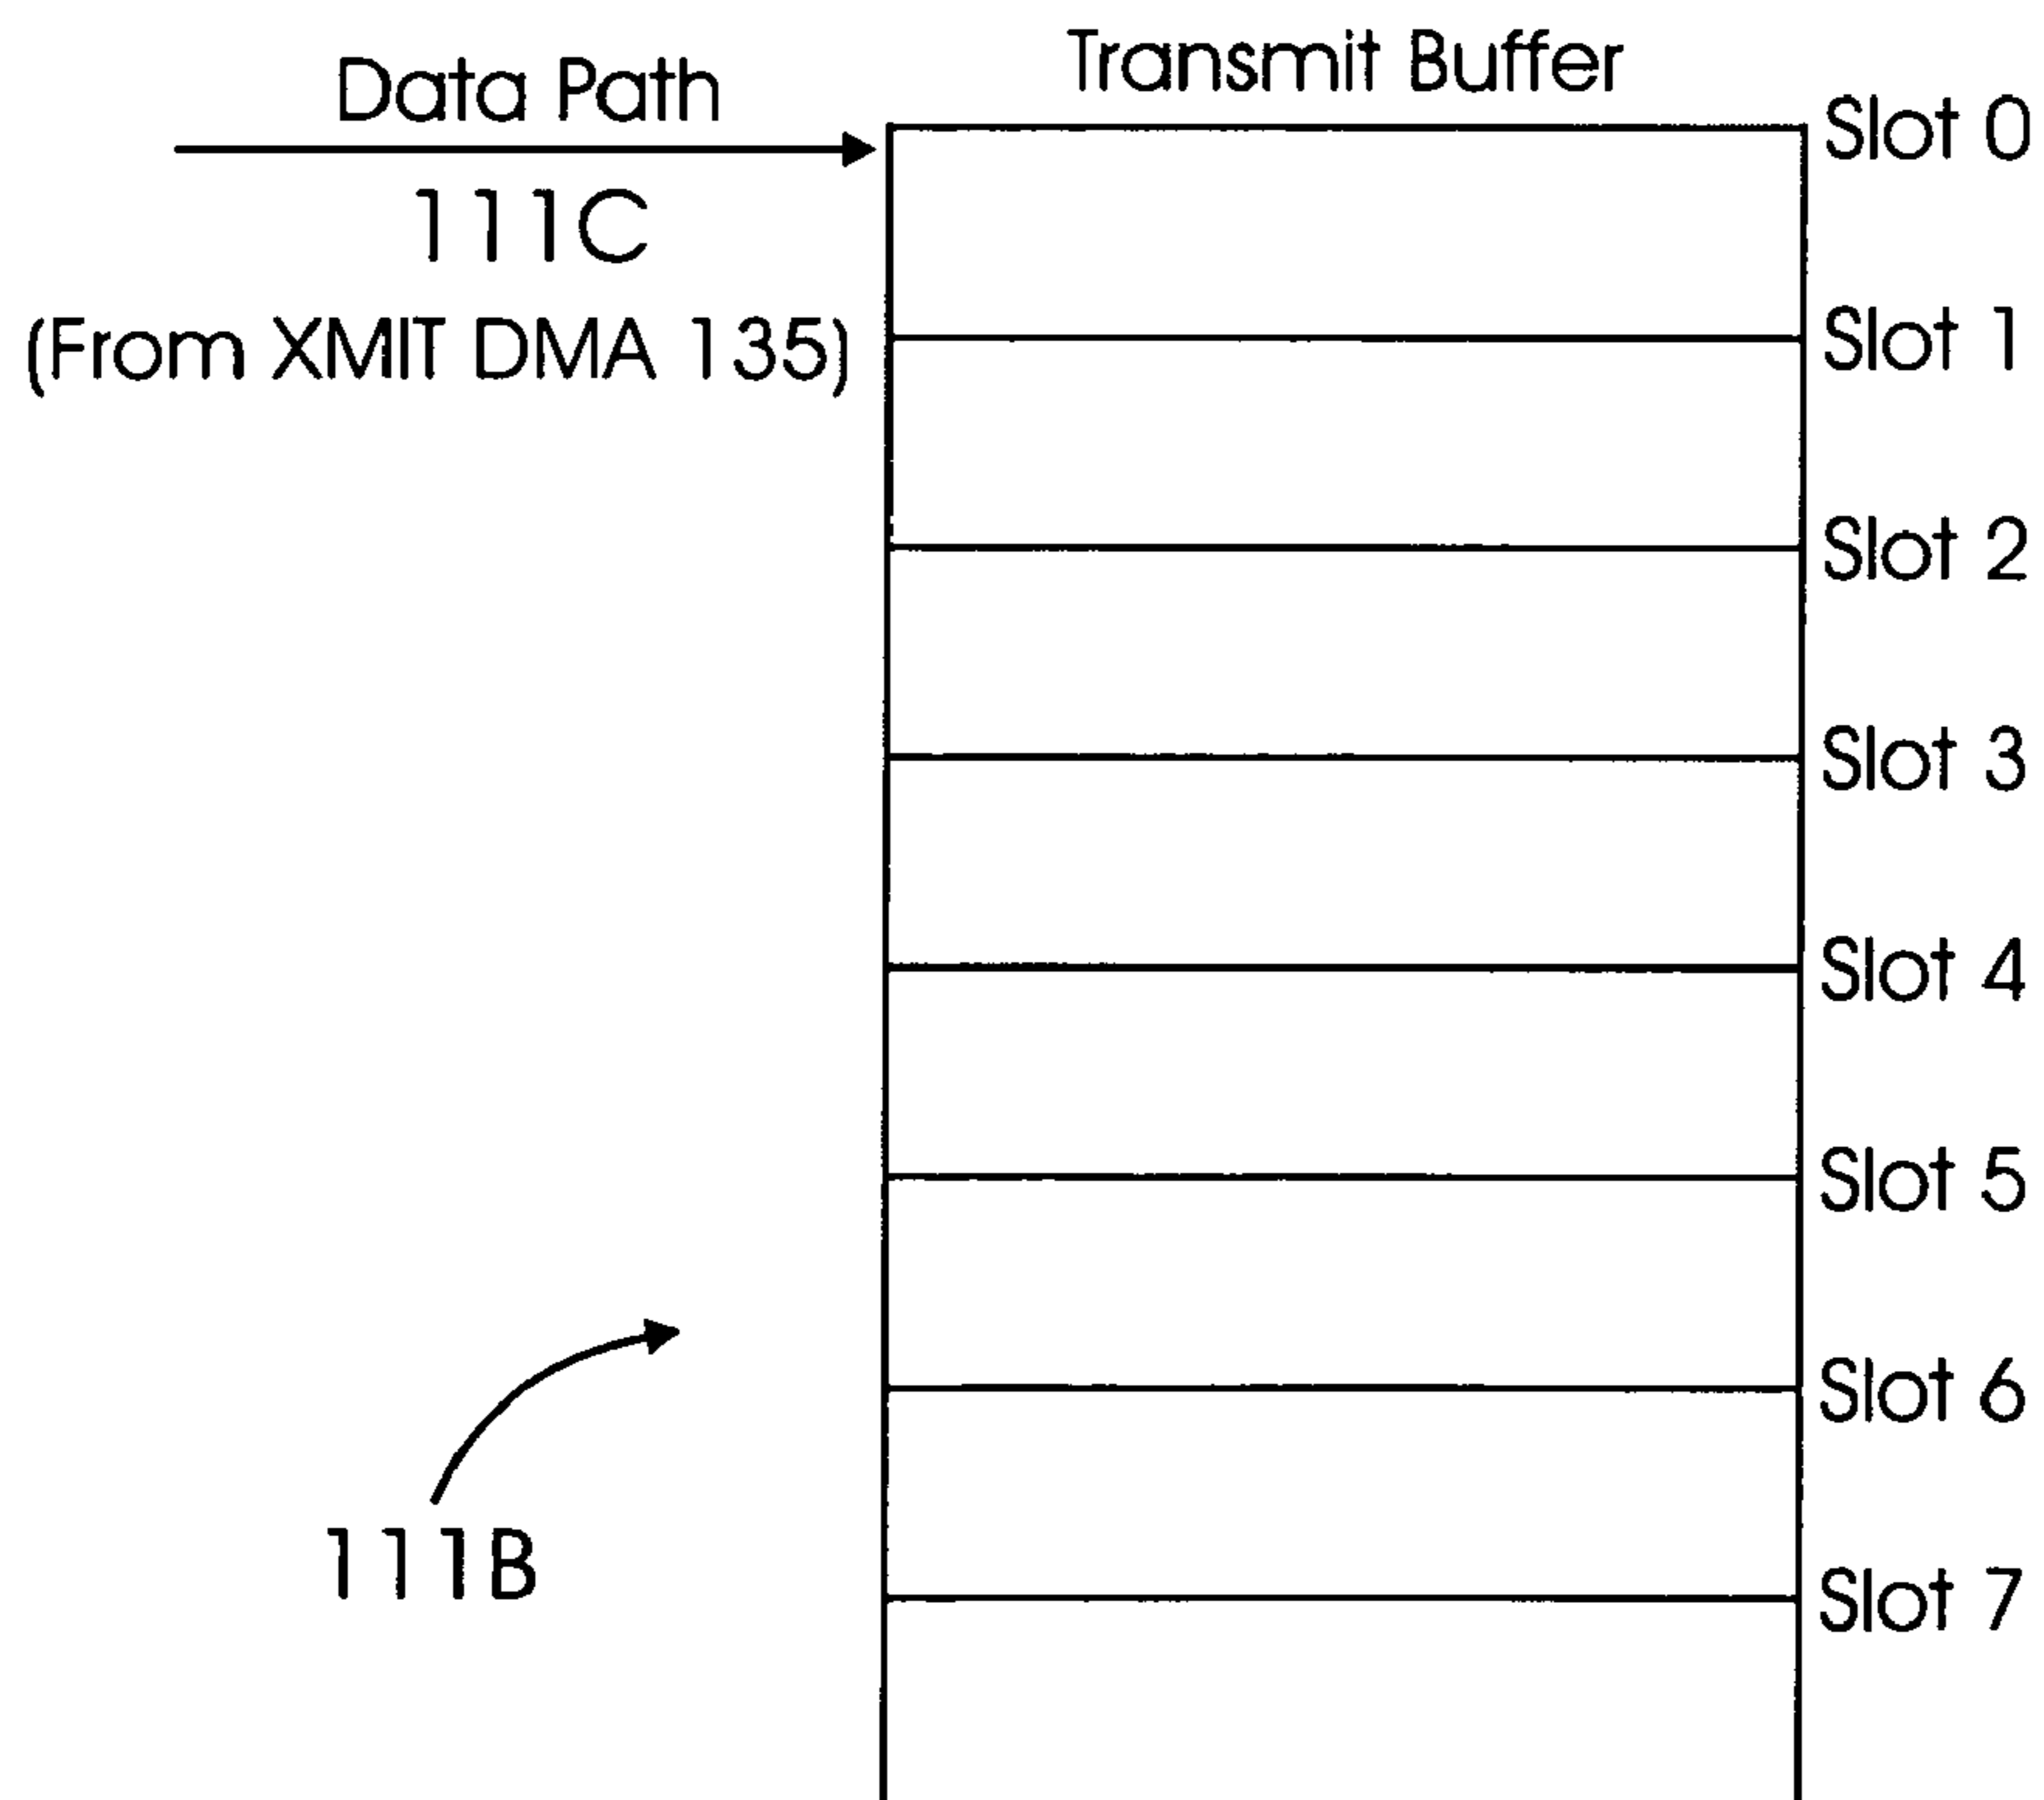 Transmit Buffer
Data Path
111C
(From XMIT DMA 135)
Slot 0
Slot 1
Slot 2
Slot 3
Slot 4
Slot 5
Slot 6
Slot 7
111B